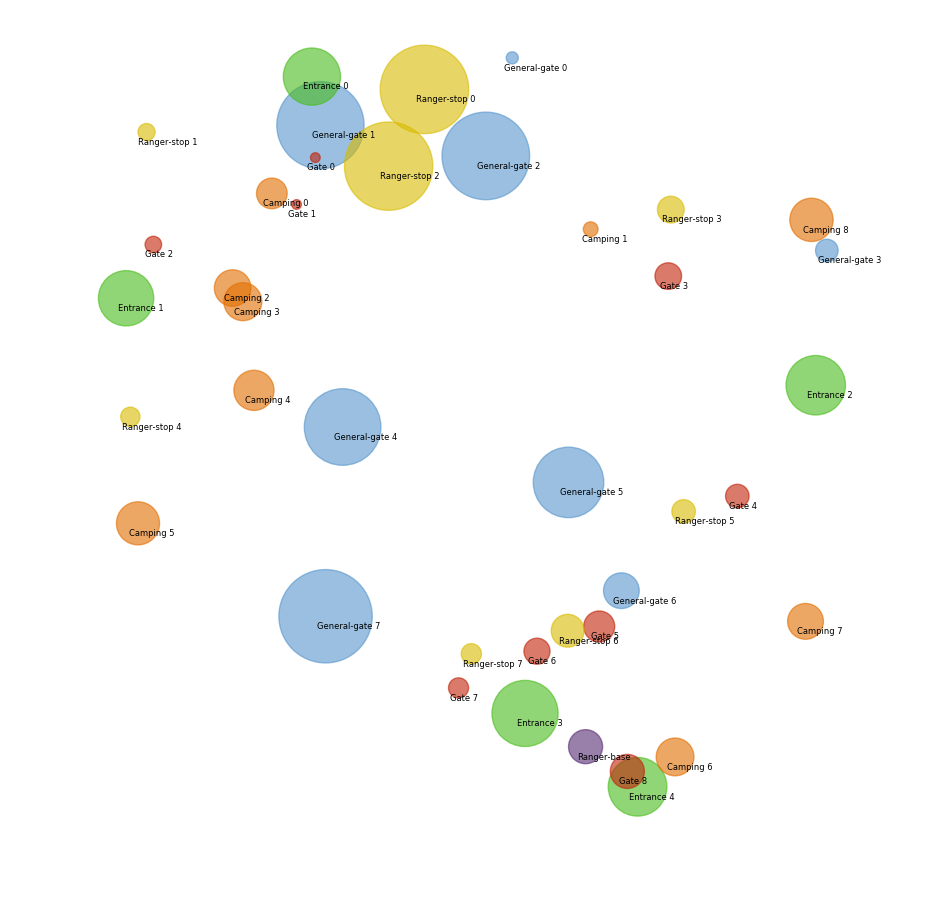 General-gate 0
Entrance 0
Ranger-stop 0
General-gate 1
Ranger-stop 1
Gate 0
General-gate 2
Ranger-stop 2
Camping 0
Gate 1
Ranger-stop 3
Camping 8
Camping 1
Gate 2
General-gate 3
Gate 3
Camping 2
Entrance 1
Camping 3
Entrance 2
Camping 4
Ranger-stop 4
General-gate 4
General-gate 5
Gate 4
Ranger-stop 5
Camping 5
General-gate 6
General-gate 7
Camping 7
Gate 5
Ranger-stop 6
Gate 6
Ranger-stop 7
Gate 7
Entrance 3
Ranger-base
Camping 6
Gate 8
Entrance 4